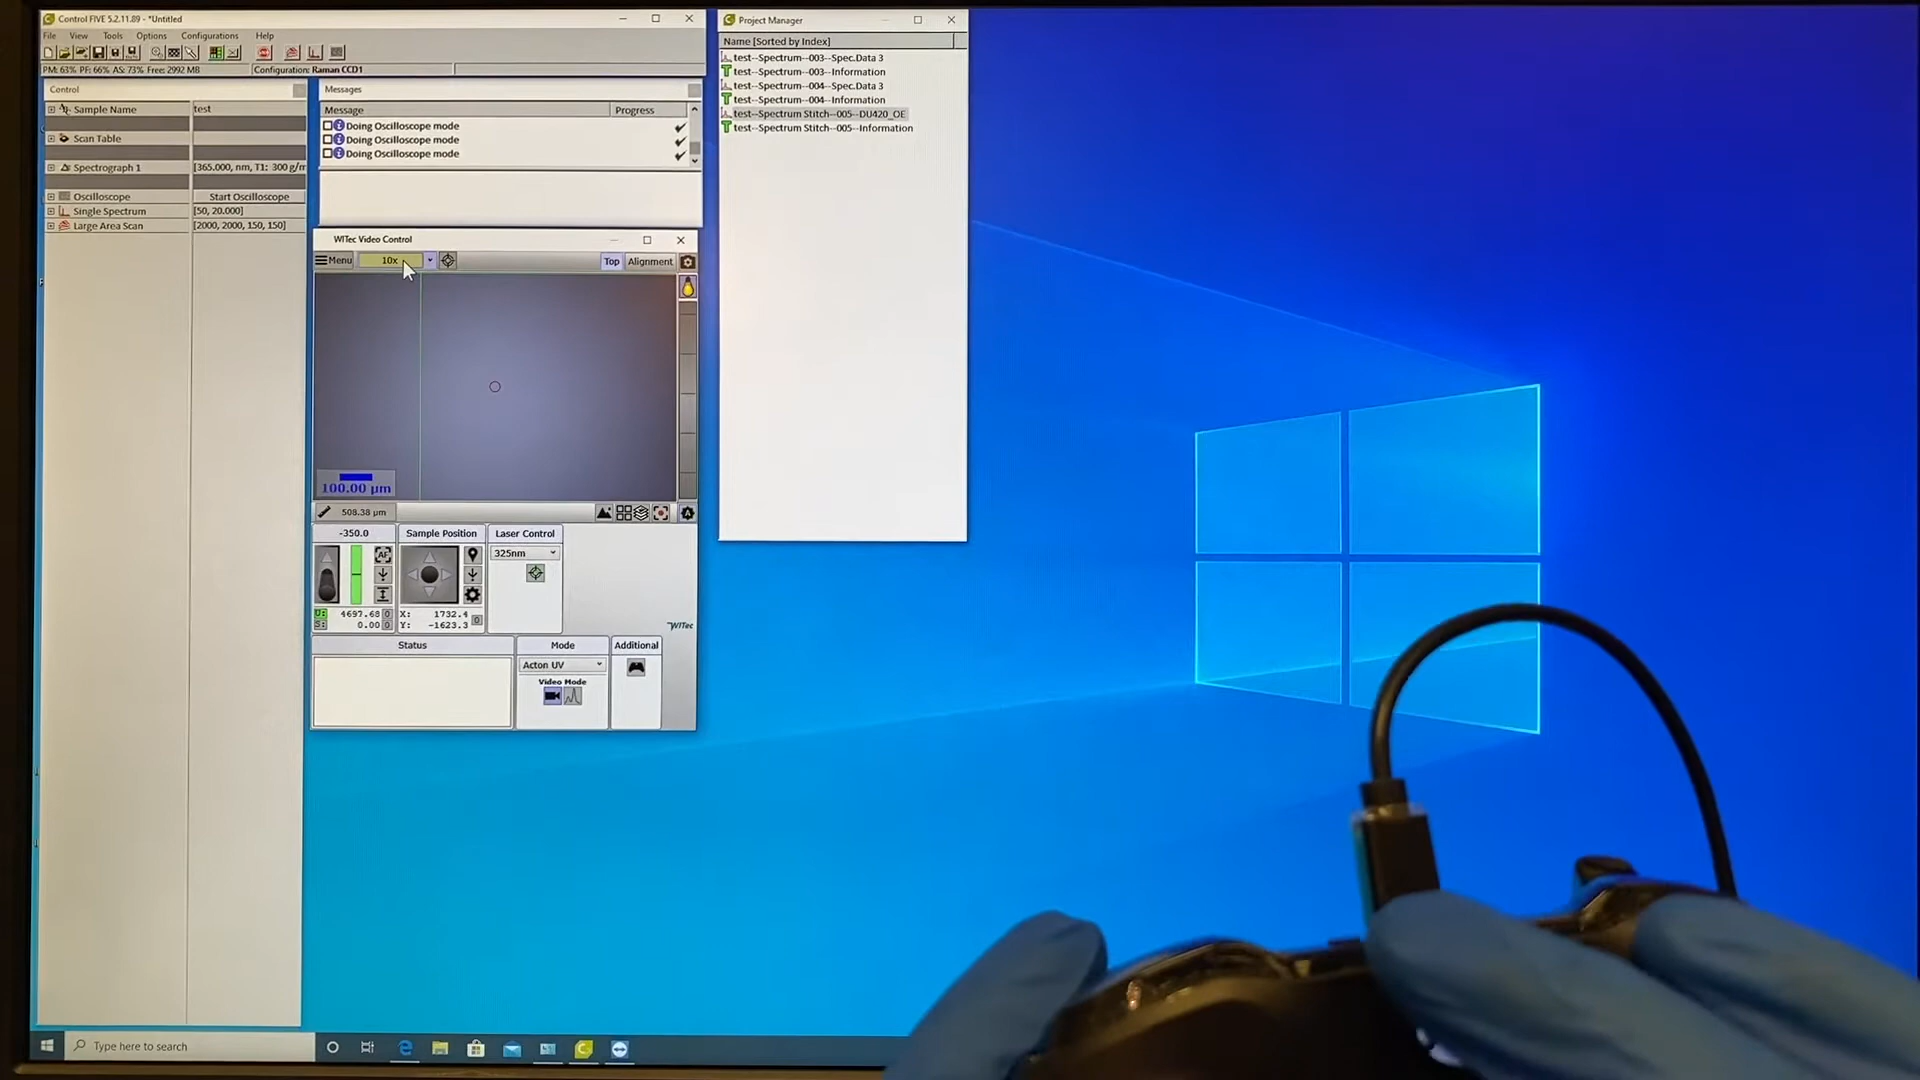 Control FIVE 5.2.11.89 - *Untitled
File View Tools Options Configurations Help
PM: 63% PF: 66% AS: 73% Free: 2992 MB
Configuration: Raman CCD1
Control
Sample Name test
Scan Table
Spectrograph 1 [365.000, nm, T1: 300 g/m
Oscilloscope Start Oscilloscope
Single Spectrum [50, 20.000]
Large Area Scan [2000, 2000, 150, 150]
Messages
Message Progress
Doing Oscilloscope mode
Doing Oscilloscope mode
Doing Oscilloscope mode
WITec Video Control
Menu 10x Top Alignment
100.00 µm
508.38 µm
-350.0 Sample Position Laser Control
325nm
AF
U: 4697.68 0
S: 0.00 0
X: 1732.4
Y: -1623.3
0
WITec
Status Mode Additional
Acton UV
Video Mode
Project Manager
Name [Sorted by Index]
test--Spectrum--003--Spec.Data 3
test--Spectrum--003--Information
test--Spectrum--004--Spec.Data 3
test--Spectrum--004--Information
test--Spectrum Stitch--005--DU420_OE
test--Spectrum Stitch--005--Information
Type here to search